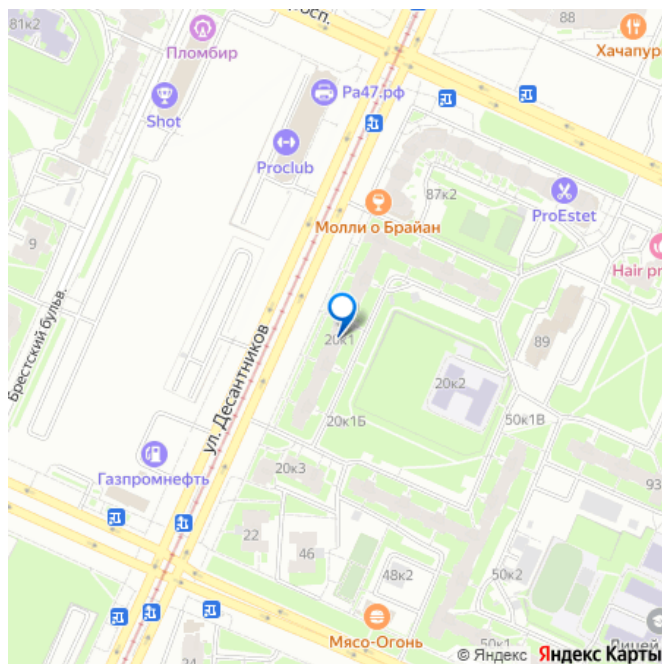 81к2
осп.
88
Хачапур
Пломбир
Ра47.рф
Shot
Proclub
87к2
ProEstet
Молли о Брайан
9
Hair pr
Брестский бульв.
20к1
89
ул. Десантников
20к2
20к1Б
50к1В
Газпромнефть
20к3
93
22
46
48к2
50к2
Мясо-Огонь
Лицей
24
50к1
© Яндекс Яндекс Карты